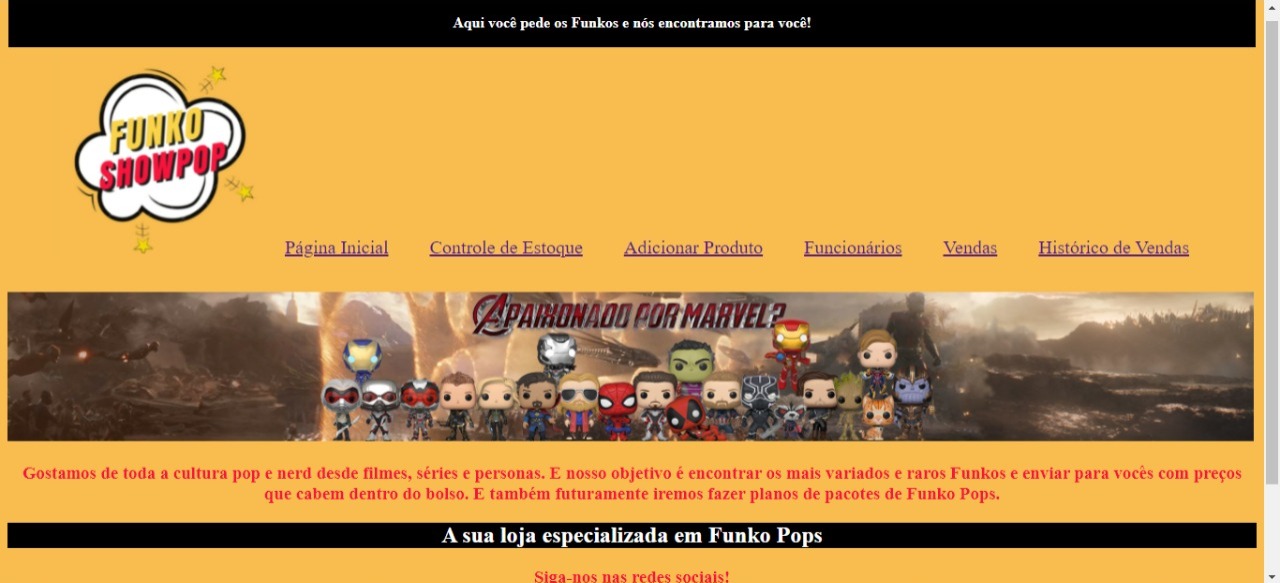 Aqui você pede os Funkos e nós encontramos para você!
FUNKO
SHOWPOP
Página Inicial Controle de Estoque Adicionar Produto Funcionários Vendas Histórico de Vendas
APAIXONADO POR MARVEL?
Gostamos de toda a cultura pop e nerd desde filmes, séries e personas. E nosso objetivo é encontrar os mais variados e raros Funkos e enviar para vocês com preços
que cabem dentro do bolso. E também futuramente iremos fazer planos de pacotes de Funko Pops.
A sua loja especializada em Funko Pops
Siga-nos nas redes sociais!